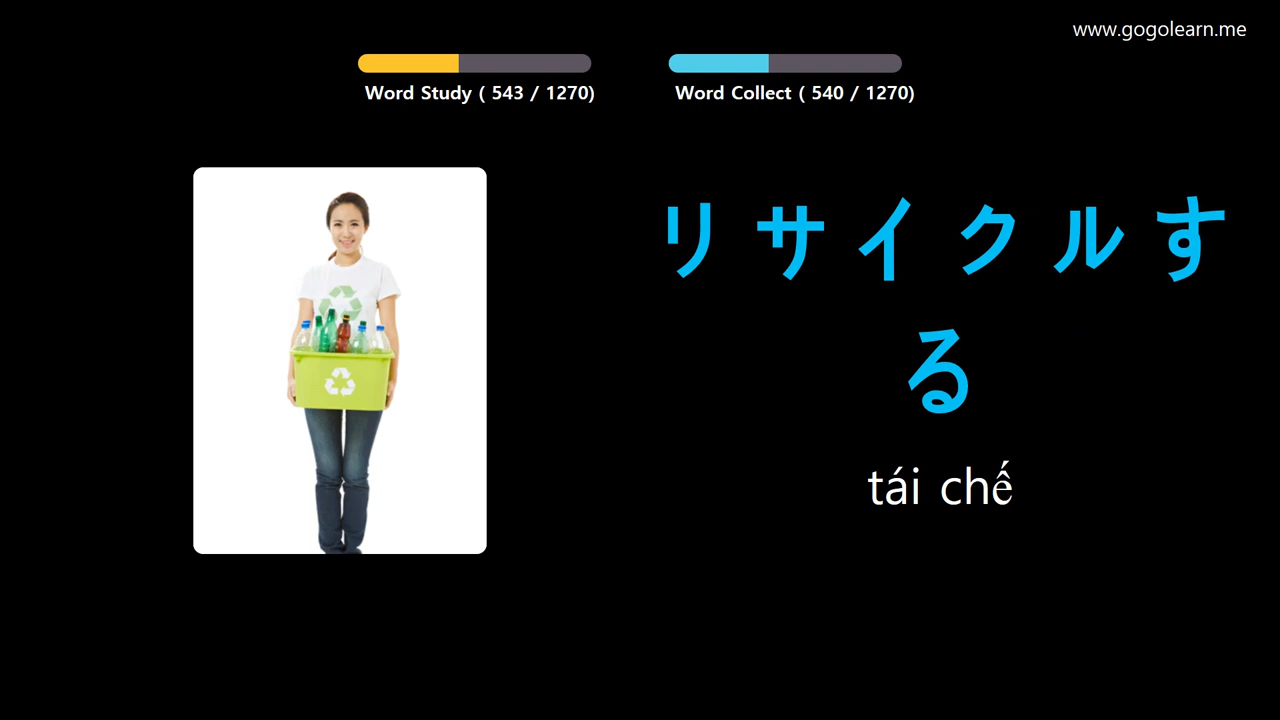 www.gogolearn.me
Word Study ( 543 / 1270)
Word Collect ( 540 / 1270)
リサイクルす
る
tái chế